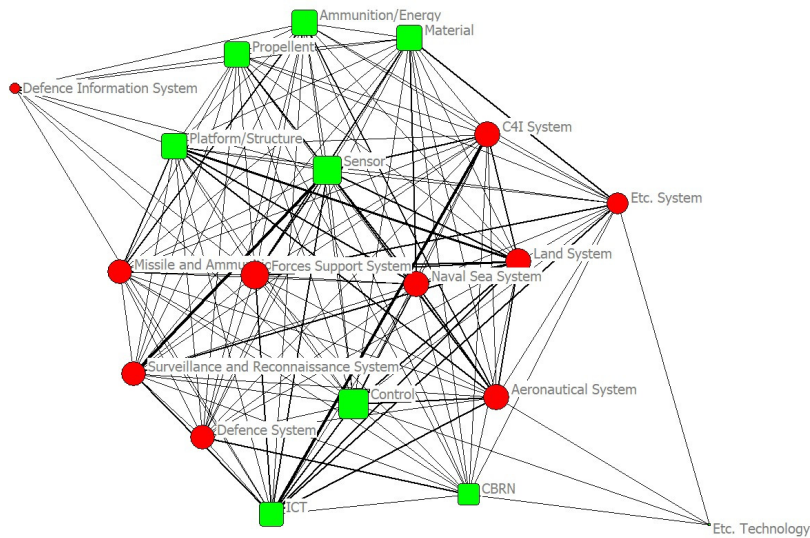 Ammunition/Energy
Material
Propellent
Defence Information System
C4I System
Platform/Structure
Sensor
Etc. System
Land System
Missile and Ammu
Forces Support System
Naval Sea System
Surveillance and Reconnaissance System
Aeronautical System
Control
Defence System
CBRN
ICT
Etc. Technology